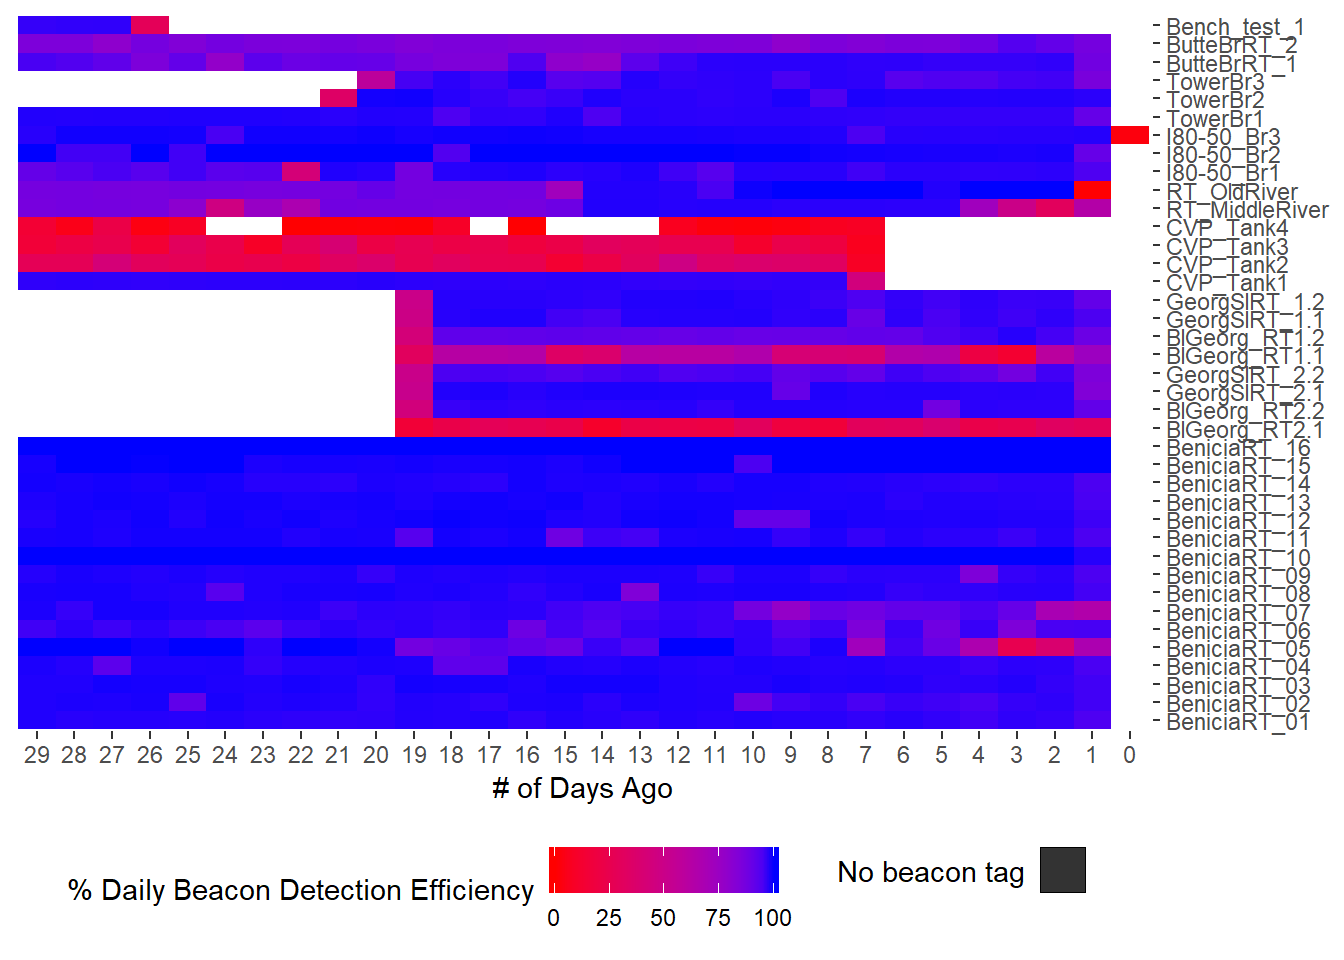 Bench_test_1
ButteBrRT_2
ButteBrRT_1
TowerBr3
TowerBr2
TowerBr1
I80-50_Br3
I80-50_Br2
I80-50_Br1
RT_OldRiver
RT_MiddleRiver
CVP_Tank4
CVP_Tank3
CVP_Tank2
CVP_Tank1
GeorgSlRT_1.2
GeorgSlRT_1.1
BlGeorg_RT1.2
BlGeorg_RT1.1
GeorgSlRT_2.2
GeorgSlRT_2.1
BlGeorg_RT2.2
BlGeorg_RT2.1
BeniciaRT_16
BeniciaRT_15
BeniciaRT_14
BeniciaRT_13
BeniciaRT_12
BeniciaRT_11
BeniciaRT_10
BeniciaRT_09
BeniciaRT_08
BeniciaRT_07
BeniciaRT_06
BeniciaRT_05
BeniciaRT_04
BeniciaRT_03
BeniciaRT_02
BeniciaRT_01
29 28 27 26 25 24 23 22 21 20 19 18 17 16 15 14 13 12 11 10 9 8 7 6 5 4 3 2 1 0
# of Days Ago
% Daily Beacon Detection Efficiency
0 25 50 75 100
No beacon tag